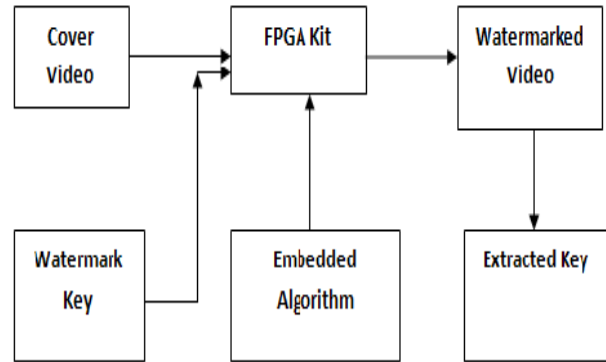 Cover
Video
FPGA Kit
Watermarked
Video
Watermark
Key
Embedded
Algorithm
Extracted Key